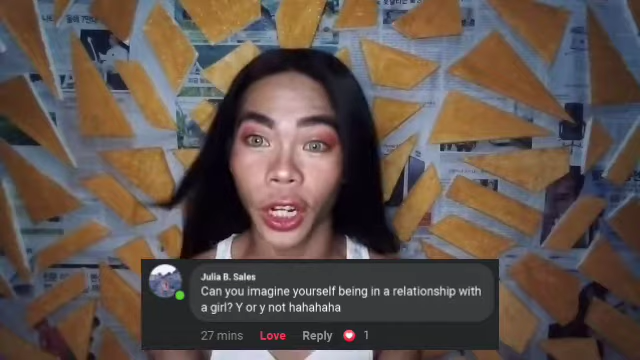 Julia B. Sales
Can you imagine yourself being in a relationship with
a girl? Y or y not hahahaha
27 mins Love Reply 1